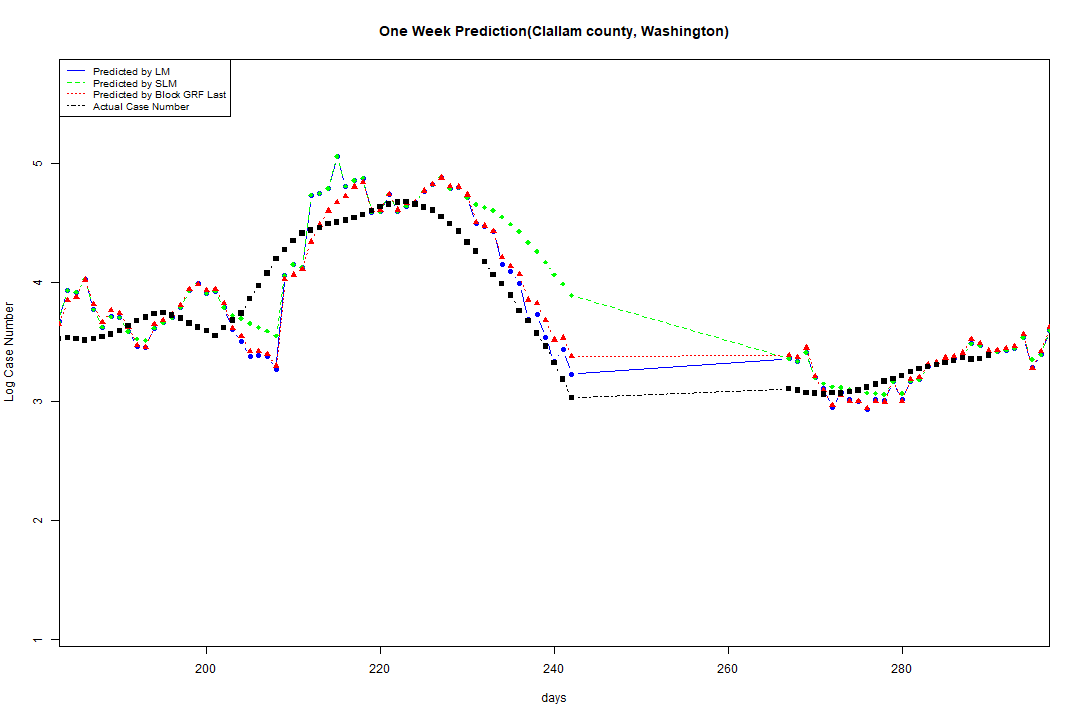 One Week Prediction(Clallam county, Washington)
Predicted by LM
Predicted by SLM
Predicted by Block GRF Last
Actual Case Number
5
4
3
2
1
Log Case Number
200 220 240 260 280
days